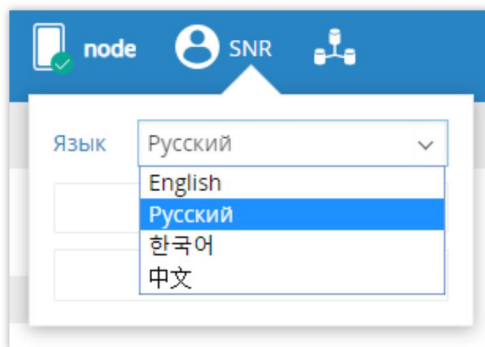 node SNR
Язык Русский
English
Русский
한국어
中文